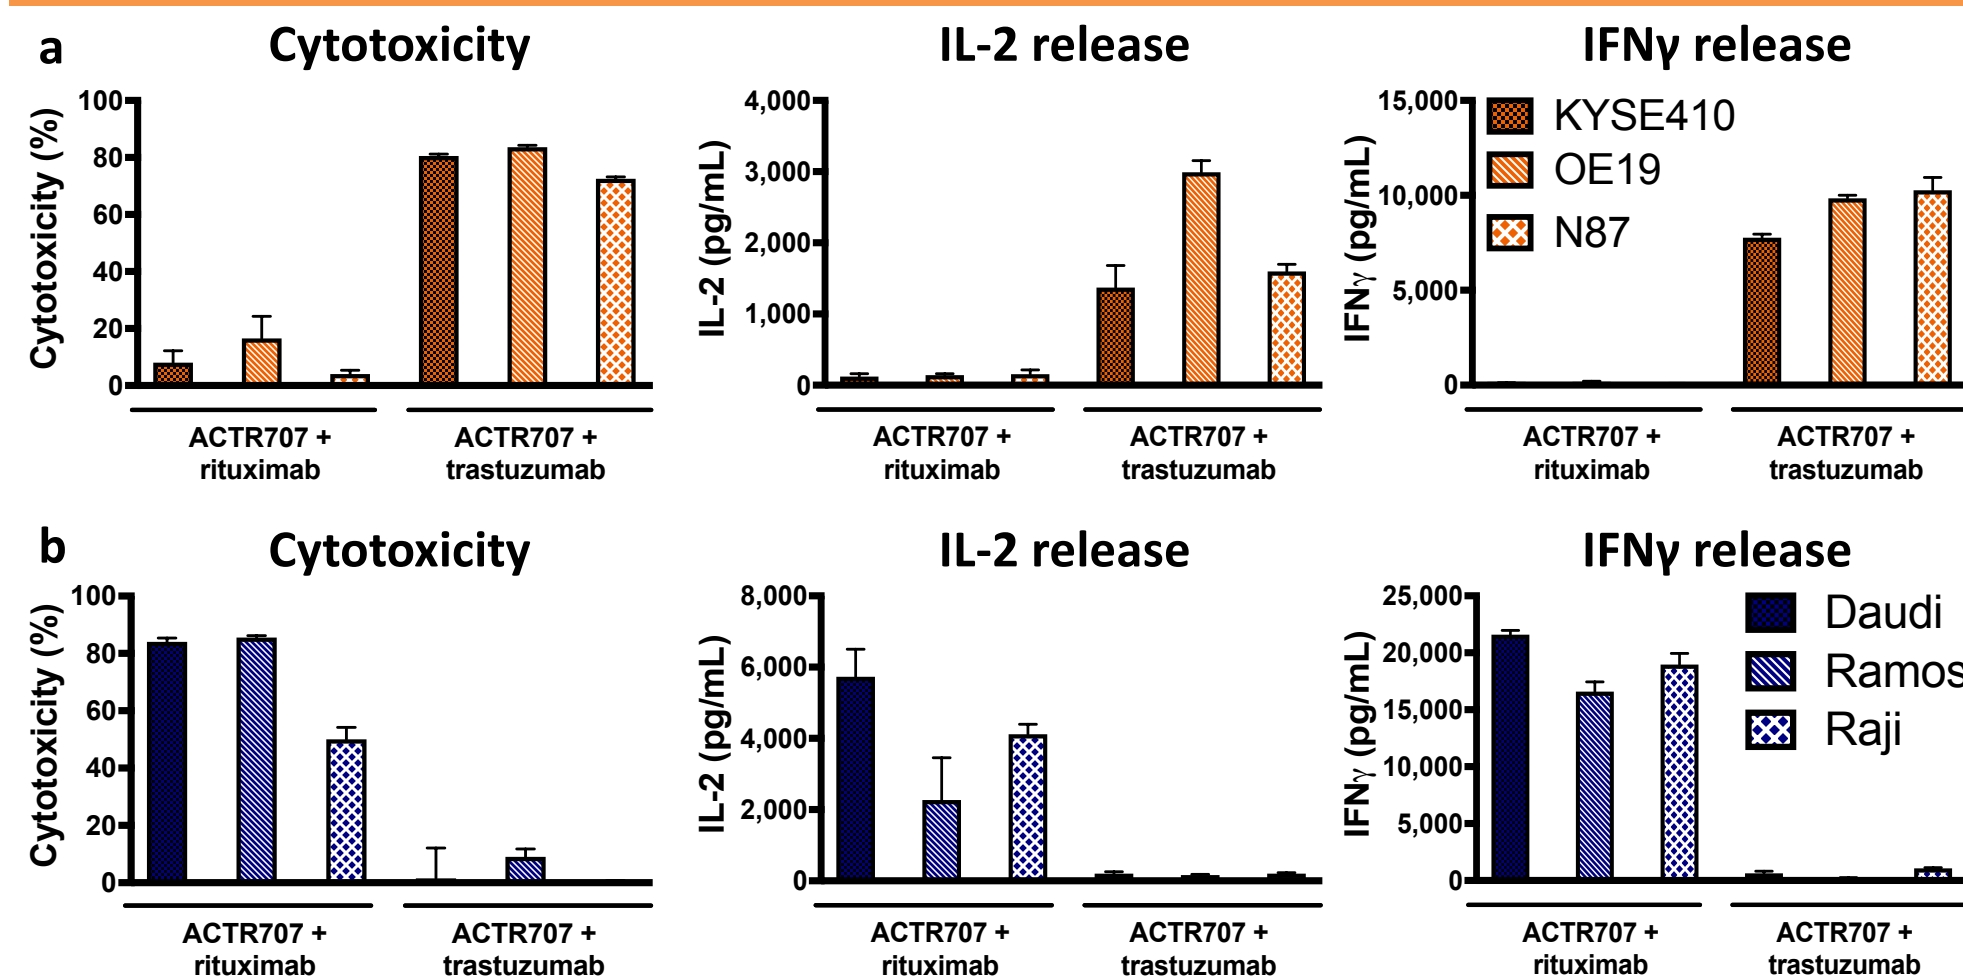 a
Cytotoxicity
IL-2 release
IFNγ release
Cytotoxicity (%)
100
80
60
40
20
0
ACTR707 +
rituximab
ACTR707 +
trastuzumab
IL-2 (pg/mL)
4,000
3,000
2,000
1,000
0
ACTR707 +
rituximab
ACTR707 +
trastuzumab
IFNγ (pg/mL)
15,000
10,000
5,000
0
KYSE410
OE19
N87
ACTR707 +
rituximab
ACTR707 +
trastuzumab
b
Cytotoxicity
IL-2 release
IFNγ release
Cytotoxicity (%)
100
80
60
40
20
0
ACTR707 +
rituximab
ACTR707 +
trastuzumab
IL-2 (pg/mL)
8,000
6,000
4,000
2,000
0
ACTR707 +
rituximab
ACTR707 +
trastuzumab
IFNγ (pg/mL)
25,000
20,000
15,000
10,000
5,000
0
Daudi
Ramos
Raji
ACTR707 +
rituximab
ACTR707 +
trastuzumab